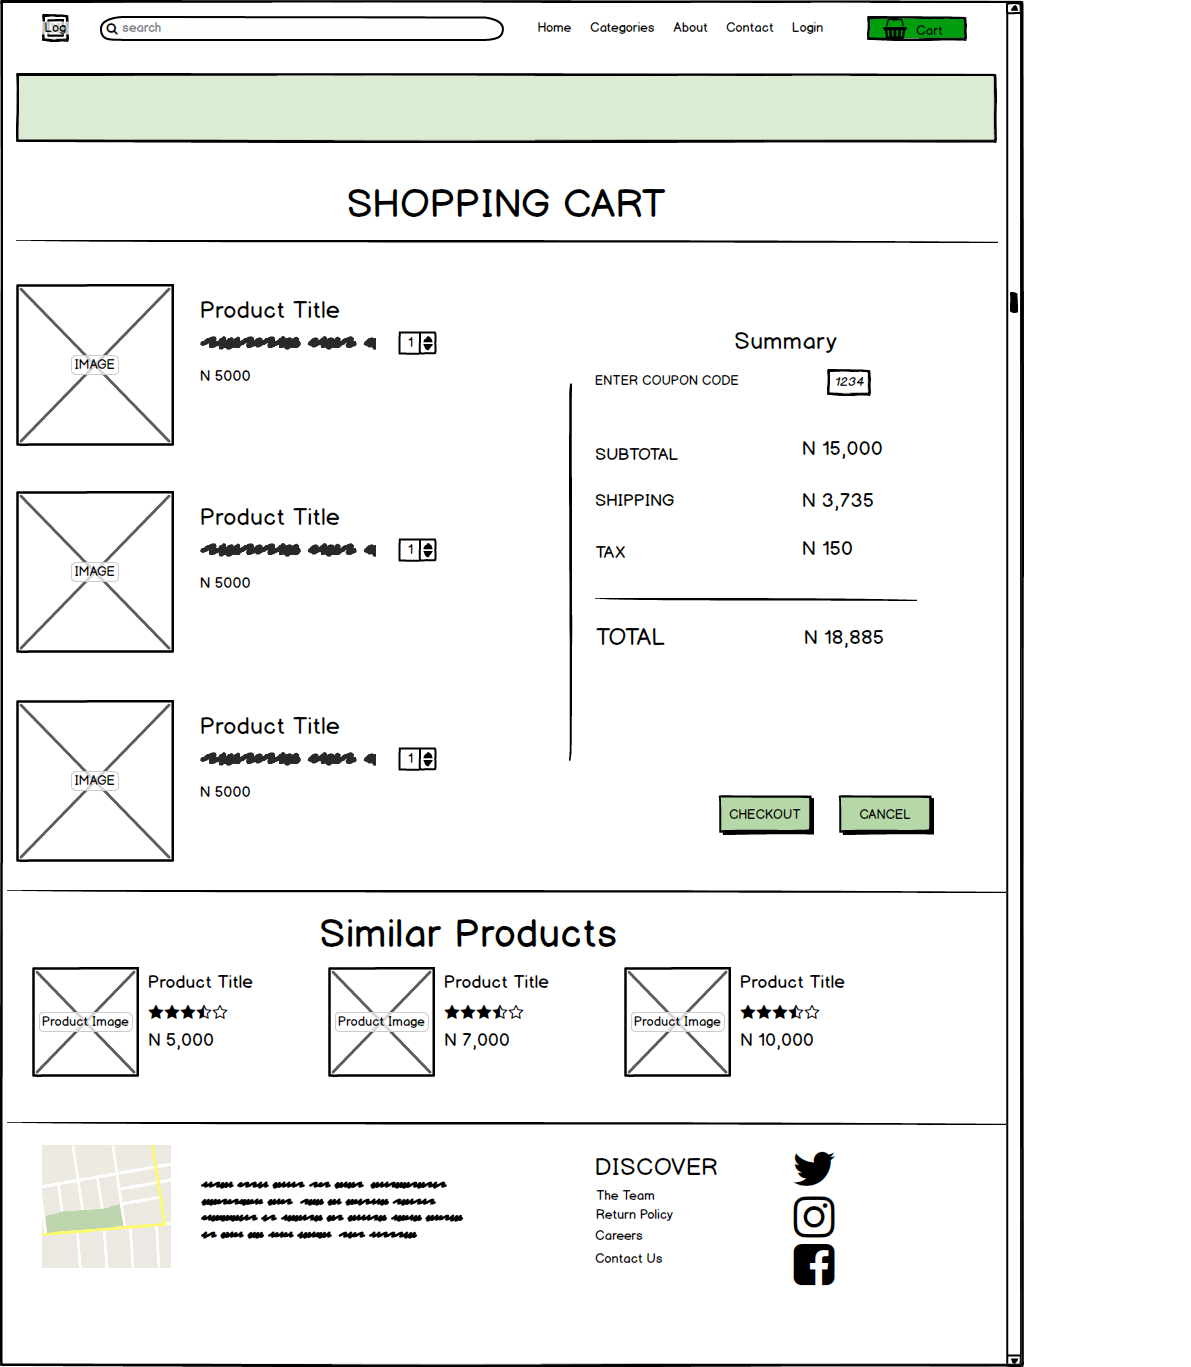 Log
search
Home Categories About Contact Login Cart
SHOPPING CART
IMAGE
Product Title
1
N 5000
IMAGE
Product Title
1
N 5000
IMAGE
Product Title
1
N 5000
Summary
ENTER COUPON CODE 1234
SUBTOTAL N 15,000
SHIPPING N 3,735
TAX N 150
TOTAL N 18,885
CHECKOUT CANCEL
Similar Products
Product Image
Product Title
N 5,000
Product Image
Product Title
N 7,000
Product Image
Product Title
N 10,000
DISCOVER
The Team
Return Policy
Careers
Contact Us